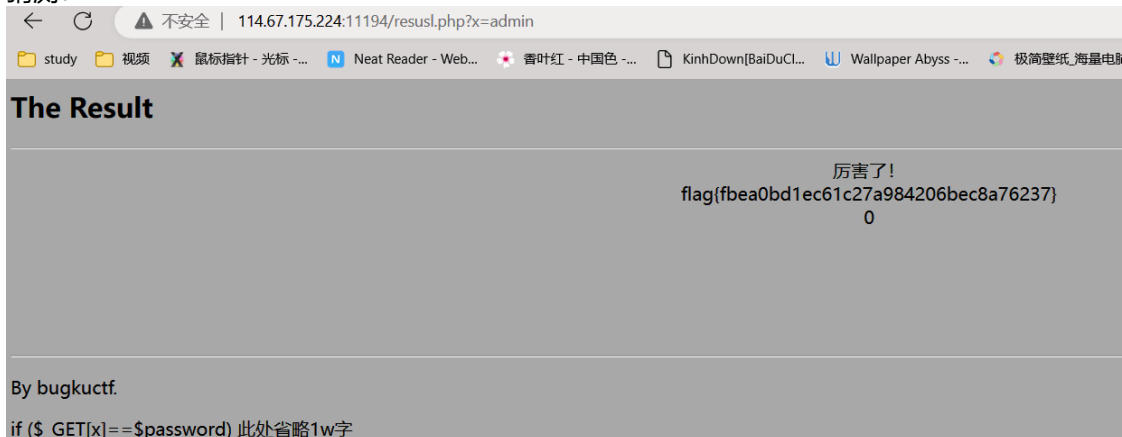 不安全 | 114.67.175.224:11194/resusl.php?x=admin
study 视频 鼠标指针 - 光标 -... Neat Reader - Web... 香叶红 - 中国色 -... KinhDown[BaiDuCl... Wallpaper Abyss -... 极简壁纸_海量电
The Result
厉害了!
flag{fbea0bd1ec61c27a984206bec8a76237}
0
By bugkuctf.
if ($_GET[x]==$password) 此处省略1w字